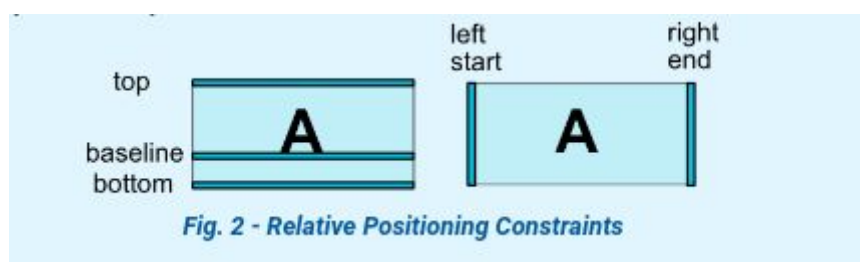 left right
start end
top
A A
baseline
bottom
Fig. 2 - Relative Positioning Constraints